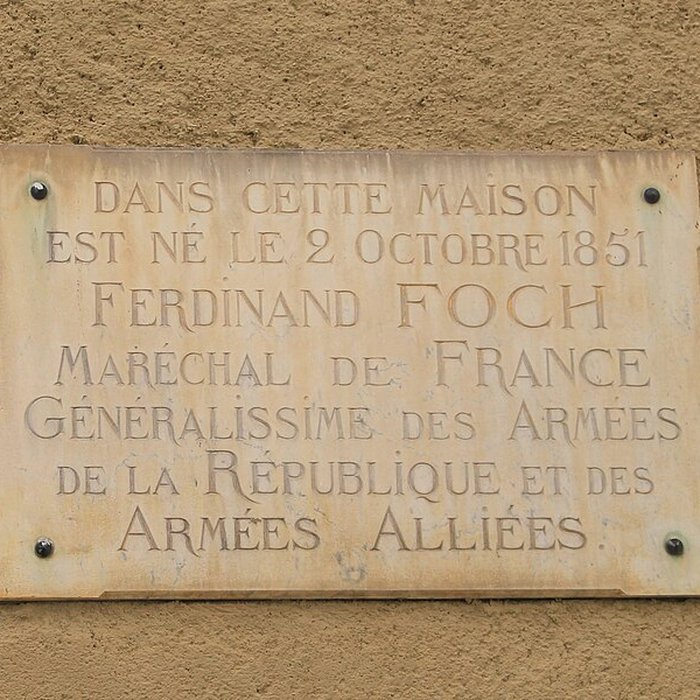 DANS CETTE MAISON
EST NÉ LE 2 OCTOBRE 1851
FERDINAND FOCH
MARÉCHAL DE FRANCE
GÉNÉRALISSIME DES ARMÉES
DE LA RÉPUBLIQUE ET DES
ARMÉES ALLIÉES.